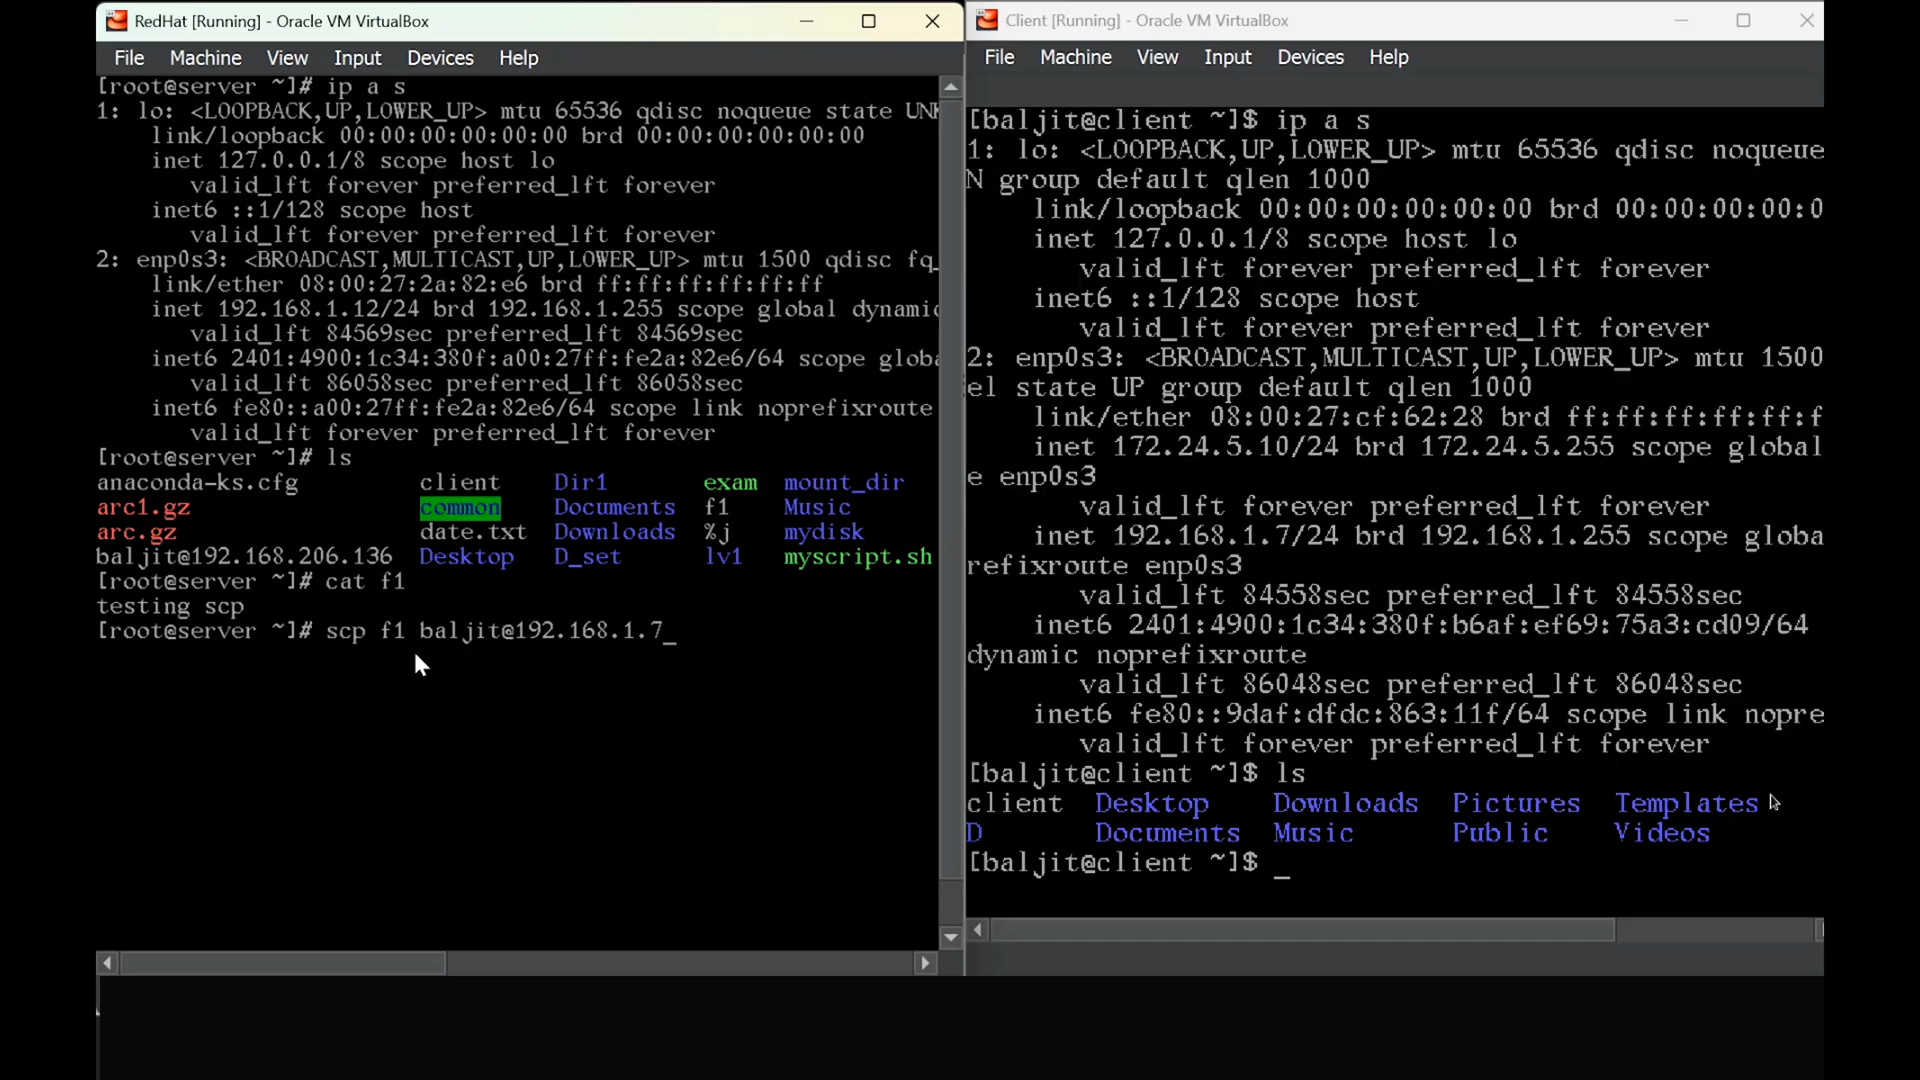 RedHat [Running] - Oracle VM VirtualBox
File Machine View Input Devices Help
[root@server ~]# ip a s
1: lo: <LOOPBACK,UP,LOWER_UP> mtu 65536 qdisc noqueue state UNK
link/loopback 00:00:00:00:00:00 brd 00:00:00:00:00:00
inet 127.0.0.1/8 scope host lo
valid_lft forever preferred_lft forever
inet6 ::1/128 scope host
valid_lft forever preferred_lft forever
2: enp0s3: <BROADCAST,MULTICAST,UP,LOWER_UP> mtu 1500 qdisc fq_
link/ether 08:00:27:2a:82:e6 brd ff:ff:ff:ff:ff:ff
inet 192.168.1.12/24 brd 192.168.1.255 scope global dynamic
valid_lft 84569sec preferred_lft 84569sec
inet6 2401:4900:1c34:380f:a00:27ff:fe2a:82e6/64 scope globa
valid_lft 86058sec preferred_lft 86058sec
inet6 fe80::a00:27ff:fe2a:82e6/64 scope link noprefixroute
valid_lft forever preferred_lft forever
[root@server ~]# ls
anaconda-ks.cfg client Dir1 exam mount_dir
arc1.gz common Documents f1 Music
arc.gz date.txt Downloads %j mydisk
baljit@192.168.206.136 Desktop D_set lv1 myscript.sh
[root@server ~]# cat f1
testing scp
[root@server ~]# scp f1 baljit@192.168.1.7_
Client [Running] - Oracle VM VirtualBox
File Machine View Input Devices Help
[baljit@client ~]$ ip a s
1: lo: <LOOPBACK,UP,LOWER_UP> mtu 65536 qdisc noqueue
N group default qlen 1000
link/loopback 00:00:00:00:00:00 brd 00:00:00:00:0
inet 127.0.0.1/8 scope host lo
valid_lft forever preferred_lft forever
inet6 ::1/128 scope host
valid_lft forever preferred_lft forever
2: enp0s3: <BROADCAST,MULTICAST,UP,LOWER_UP> mtu 1500
el state UP group default qlen 1000
link/ether 08:00:27:cf:62:28 brd ff:ff:ff:ff:ff:f
inet 172.24.5.10/24 brd 172.24.5.255 scope global
e enp0s3
valid_lft forever preferred_lft forever
inet 192.168.1.7/24 brd 192.168.1.255 scope globa
refixroute enp0s3
valid_lft 84558sec preferred_lft 84558sec
inet6 2401:4900:1c34:380f:b6af:ef69:75a3:cd09/64
dynamic noprefixroute
valid_lft 86048sec preferred_lft 86048sec
inet6 fe80::9daf:dfdc:863:11f/64 scope link nopre
valid_lft forever preferred_lft forever
[baljit@client ~]$ ls
client Desktop Downloads Pictures Templates
D Documents Music Public Videos
[baljit@client ~]$ _